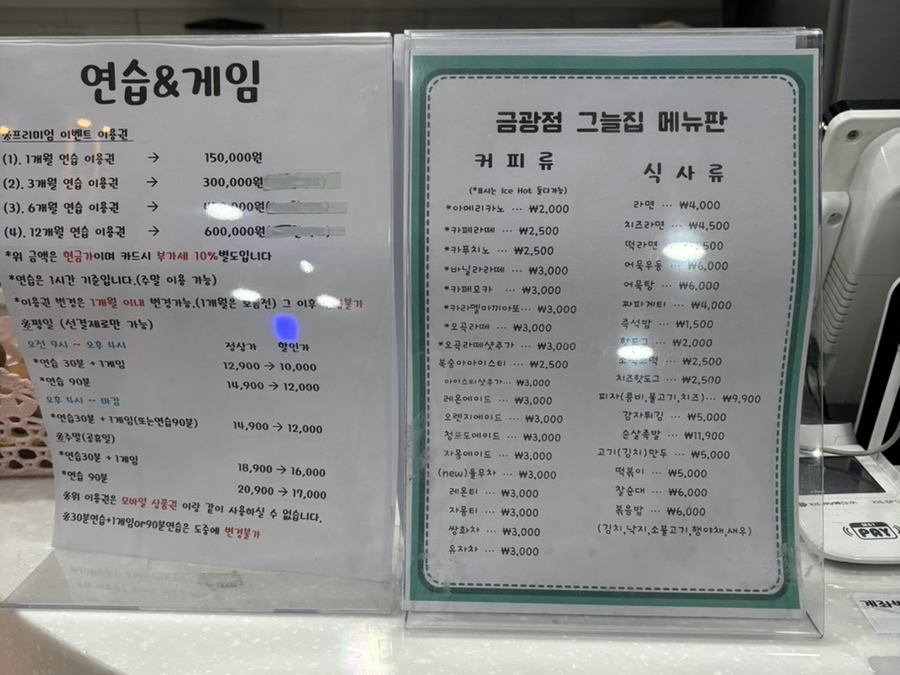 연습&게임
※프리미엄 이벤트 이용권
(1). 1개월 연습 이용권 → 150,000원
(2). 3개월 연습 이용권 → 300,000원
(3). 6개월 연습 이용권 →
(4). 12개월 연습 이용권 → 600,000원
*위 금액은 현금가이며 카드시 부가세 10%별도입니다
*연습은 1시간 기준입니다.(주말 이용 가능)
*이용권 변경은 1개월 이내 변경가능.(1개월은 요금전) 그 이후 불가
※평일 (선결제로만 가능)
오전 9시 ~ 오후 4시 정상가 할인가
*연습 30분 + 1게임 12,900 → 10,000
*연습 90분 14,900 → 12,000
오후 4시 ~ 마감
*연습30분 + 1게임(또는연습90분) 14,900 → 12,000
※주말(공휴일)
*연습30분 + 1게임 18,900 → 16,000
*연습 90분 20,900 → 17,000
※위 이용권은 모바일 상품권 이랑 같이 사용하실 수 없습니다.
※30분연습+1게임or90분연습은 도중에 변경불가
금광점 그늘집 메뉴판
커피류
(*표시는 Ice Hot 둘다가능)
*아메리카노 ··· ₩2,000
*카페라떼 ··· ₩2,500
*카푸치노 ··· ₩2,500
*바닐라라떼 ··· ₩3,000
*카페모카 ··· ₩3,000
*카라멜마끼아또··· ₩3,000
*오곡라떼 ··· ₩3,000
*오곡라떼샷추가 ··· ₩3,000
복숭아아이스티 ··· ₩2,500
아이스티샷추가··· ₩3,000
레몬에이드 ··· ₩3,000
오렌지에이드 ··· ₩3,000
청포도에이드 ··· ₩3,000
자몽에이드 ··· ₩3,000
(new)율무차 ··· ₩3,000
레몬티 ··· ₩3,000
자몽티 ··· ₩3,000
쌍화차 ··· ₩3,000
유자차 ··· ₩3,000
식사류
라면 ··· ₩4,000
치즈라면 ··· ₩4,500
떡라면 ··· 500
어묵우동 ··· ₩6,000
어묵탕 ··· ₩6,000
짜파게티 ··· ₩4,000
즉석밥 ··· ₩1,500
핫도그 ··· ₩2,000
₩2,500
치즈핫도그 ··· ₩2,500
피자(콤비,불고기,치즈)··· ₩9,900
감자튀김 ··· ₩5,000
순살족발 ··· ₩11,900
고기(김치)만두 ··· ₩5,000
떡볶이 ··· ₩5,000
찰순대 ··· ₩6,000
볶음밥 ··· ₩6,000
(김치,낙지,소불고기,햄야채,새우)
PAY